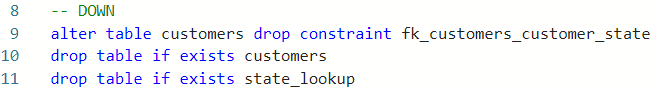 8 -- DOWN
9 alter table customers drop constraint fk_customers_customer_state
10 drop table if exists customers
11 drop table if exists state_lookup